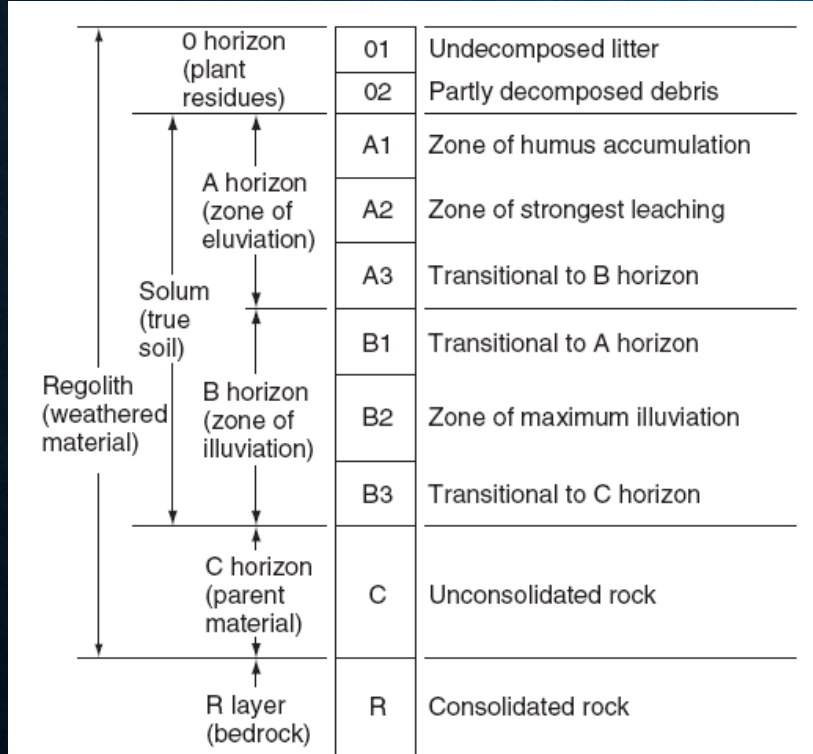 0 horizon
(plant
residues)
01
Undecomposed litter
02
Partly decomposed debris
A horizon
(zone of
eluviation)
A1
Zone of humus accumulation
A2
Zone of strongest leaching
A3
Transitional to B horizon
Solum
(true
soil)
B1
Transitional to A horizon
Regolith
(weathered
material)
B horizon
(zone of
illuviation)
B2
Zone of maximum illuviation
B3
Transitional to C horizon
C horizon
(parent
material)
C
Unconsolidated rock
R layer
(bedrock)
R
Consolidated rock